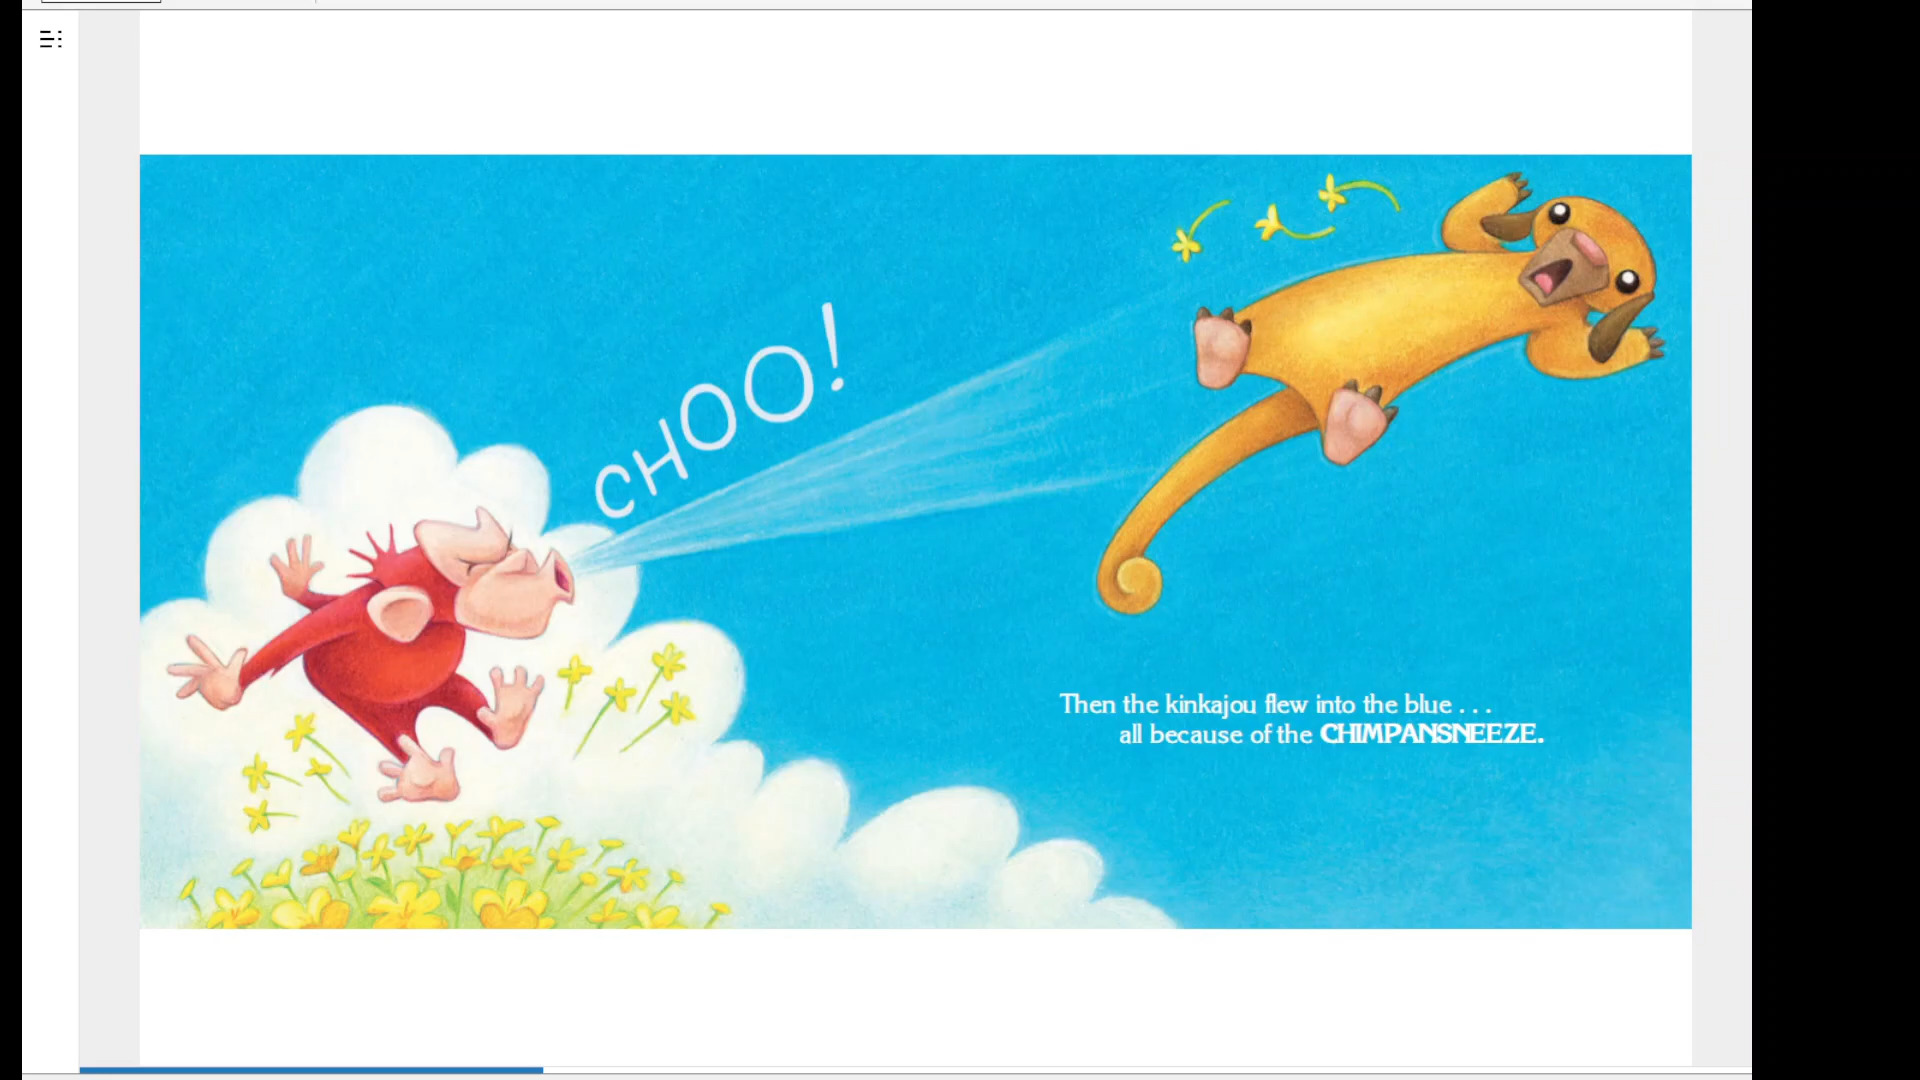 CHOO!
Then the kinkajou flew into the blue . . .
all because of the CHIMPANSNEEZE.